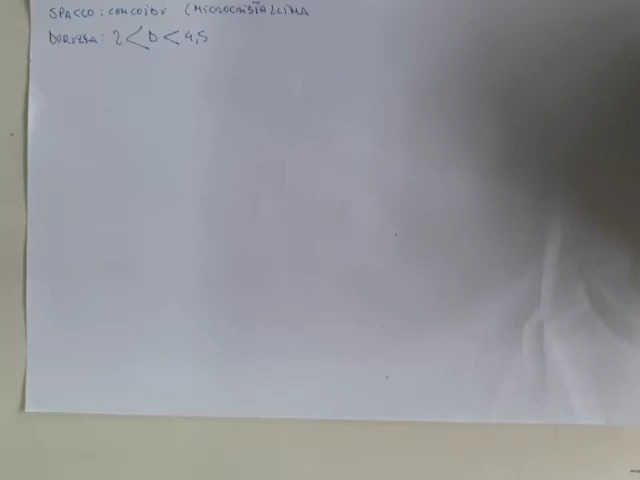 SPACCO: CONCOIDE (MICROCRISTALLINA
DUREZZA: 2 < D < 4,5